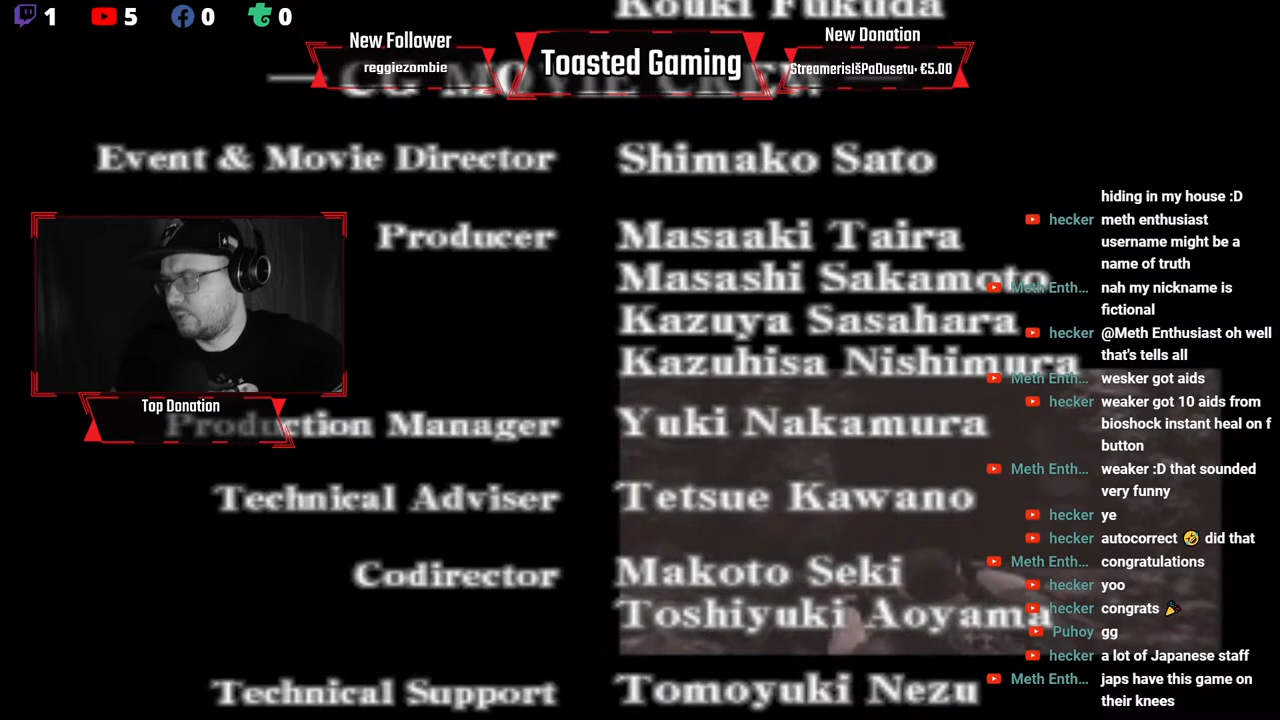 1 5 0 0
Kouki Fukuda
New Follower
reggiezombie
Toasted Gaming
New Donation
StreamerisIšPaDusetu· €5.00
— CG MOVIE CREW —
Event & Movie Director Shimako Sato
Producer Masaaki Taira
Masashi Sakamoto
Kazuya Sasahara
Kazuhisa Nishimura
Top Donation
Production Manager Yuki Nakamura
Technical Adviser Tetsue Kawano
Codirector Makoto Seki
Toshiyuki Aoyama
Technical Support Tomoyuki Nezu
hiding in my house :D
hecker meth enthusiast
username might be a
name of truth
Meth Enth... nah my nickname is
fictional
hecker @Meth Enthusiast oh well
that's tells all
Meth Enth... wesker got aids
hecker weaker got 10 aids from
bioshock instant heal on f
button
Meth Enth... weaker :D that sounded
very funny
hecker ye
hecker autocorrect 🤣 did that
Meth Enth... congratulations
hecker yoo
hecker congrats 🎉
Puhoy gg
hecker a lot of Japanese staff
Meth Enth... japs have this game on
their knees